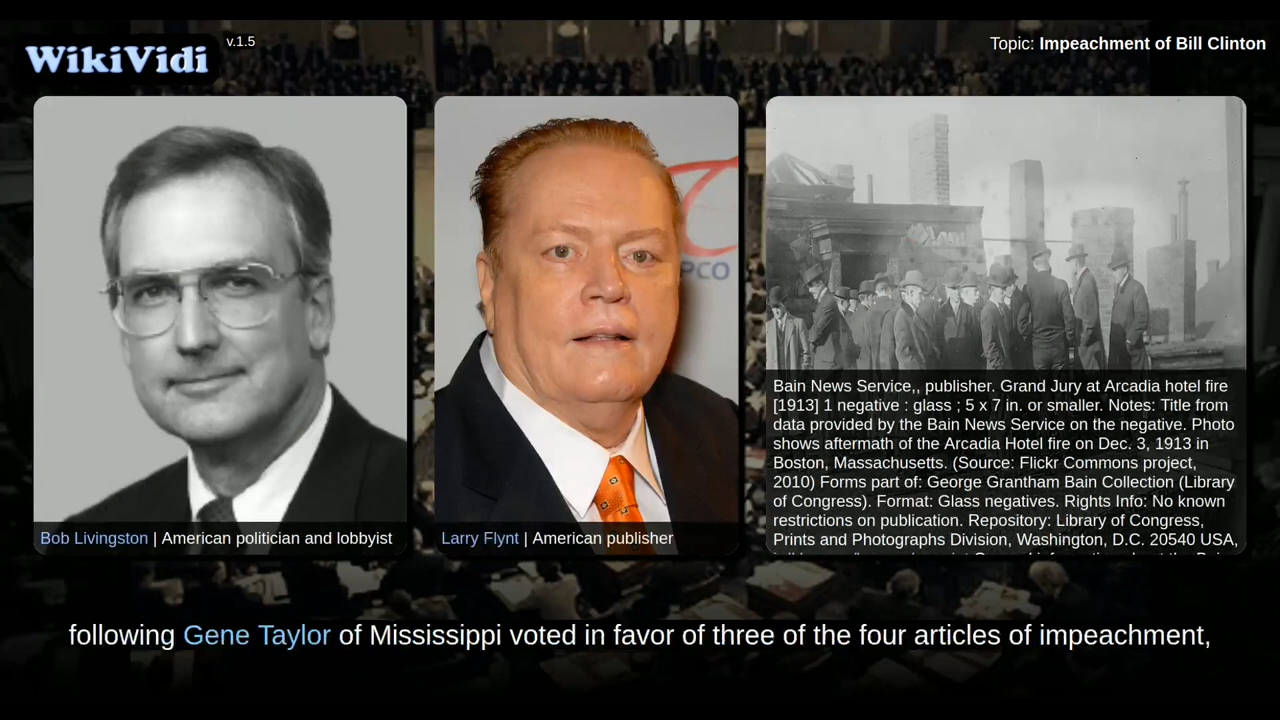 WikiVidi
v.1.5
Topic: Impeachment of Bill Clinton
PCO
Bob Livingston | American politician and lobbyist
Larry Flynt | American publisher
Bain News Service,, publisher. Grand Jury at Arcadia hotel fire
[1913] 1 negative : glass ; 5 x 7 in. or smaller. Notes: Title from
data provided by the Bain News Service on the negative. Photo
shows aftermath of the Arcadia Hotel fire on Dec. 3, 1913 in
Boston, Massachusetts. (Source: Flickr Commons project,
2010) Forms part of: George Grantham Bain Collection (Library
of Congress). Format: Glass negatives. Rights Info: No known
restrictions on publication. Repository: Library of Congress,
Prints and Photographs Division, Washington, D.C. 20540 USA,
following Gene Taylor of Mississippi voted in favor of three of the four articles of impeachment,